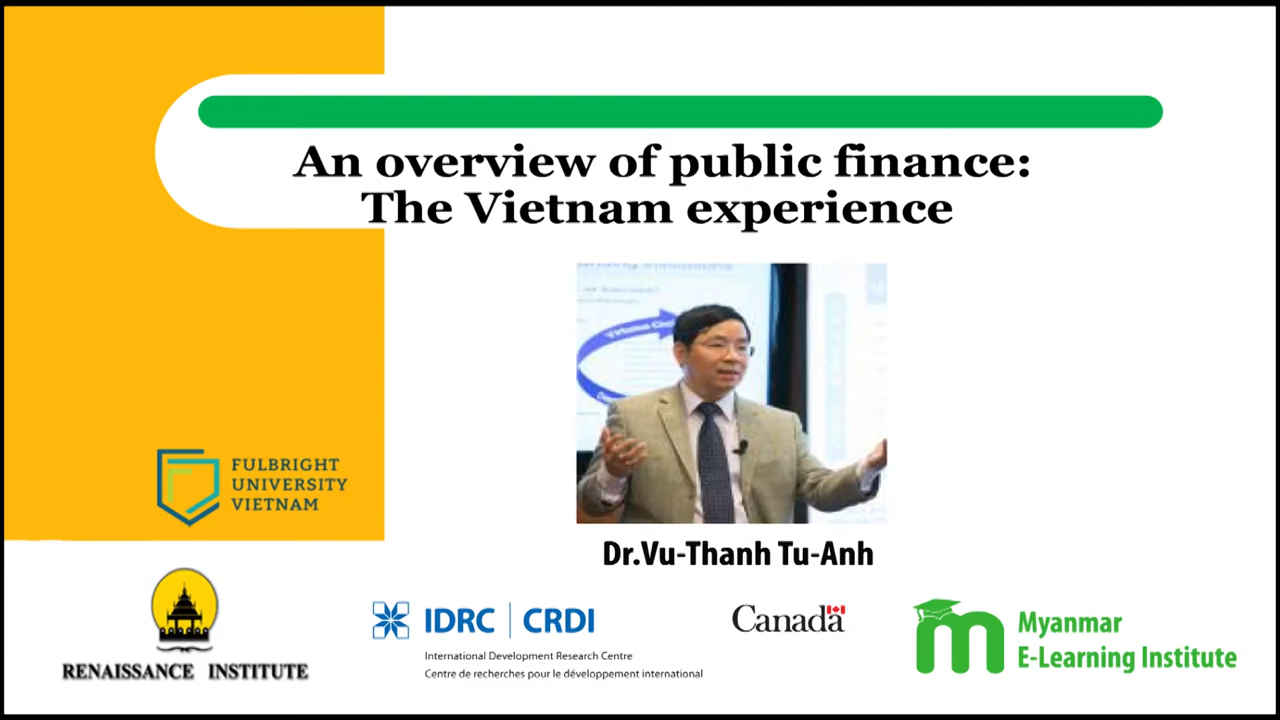 An overview of public finance:
The Vietnam experience
Virtuous
FULBRIGHT
UNIVERSITY
VIETNAM
Dr.Vu-Thanh Tu-Anh
RENAISSANCE INSTITUTE
IDRC | CRDI
International Development Research Centre
Centre de recherches pour le développement international
Canada
Myanmar
E-Learning Institute